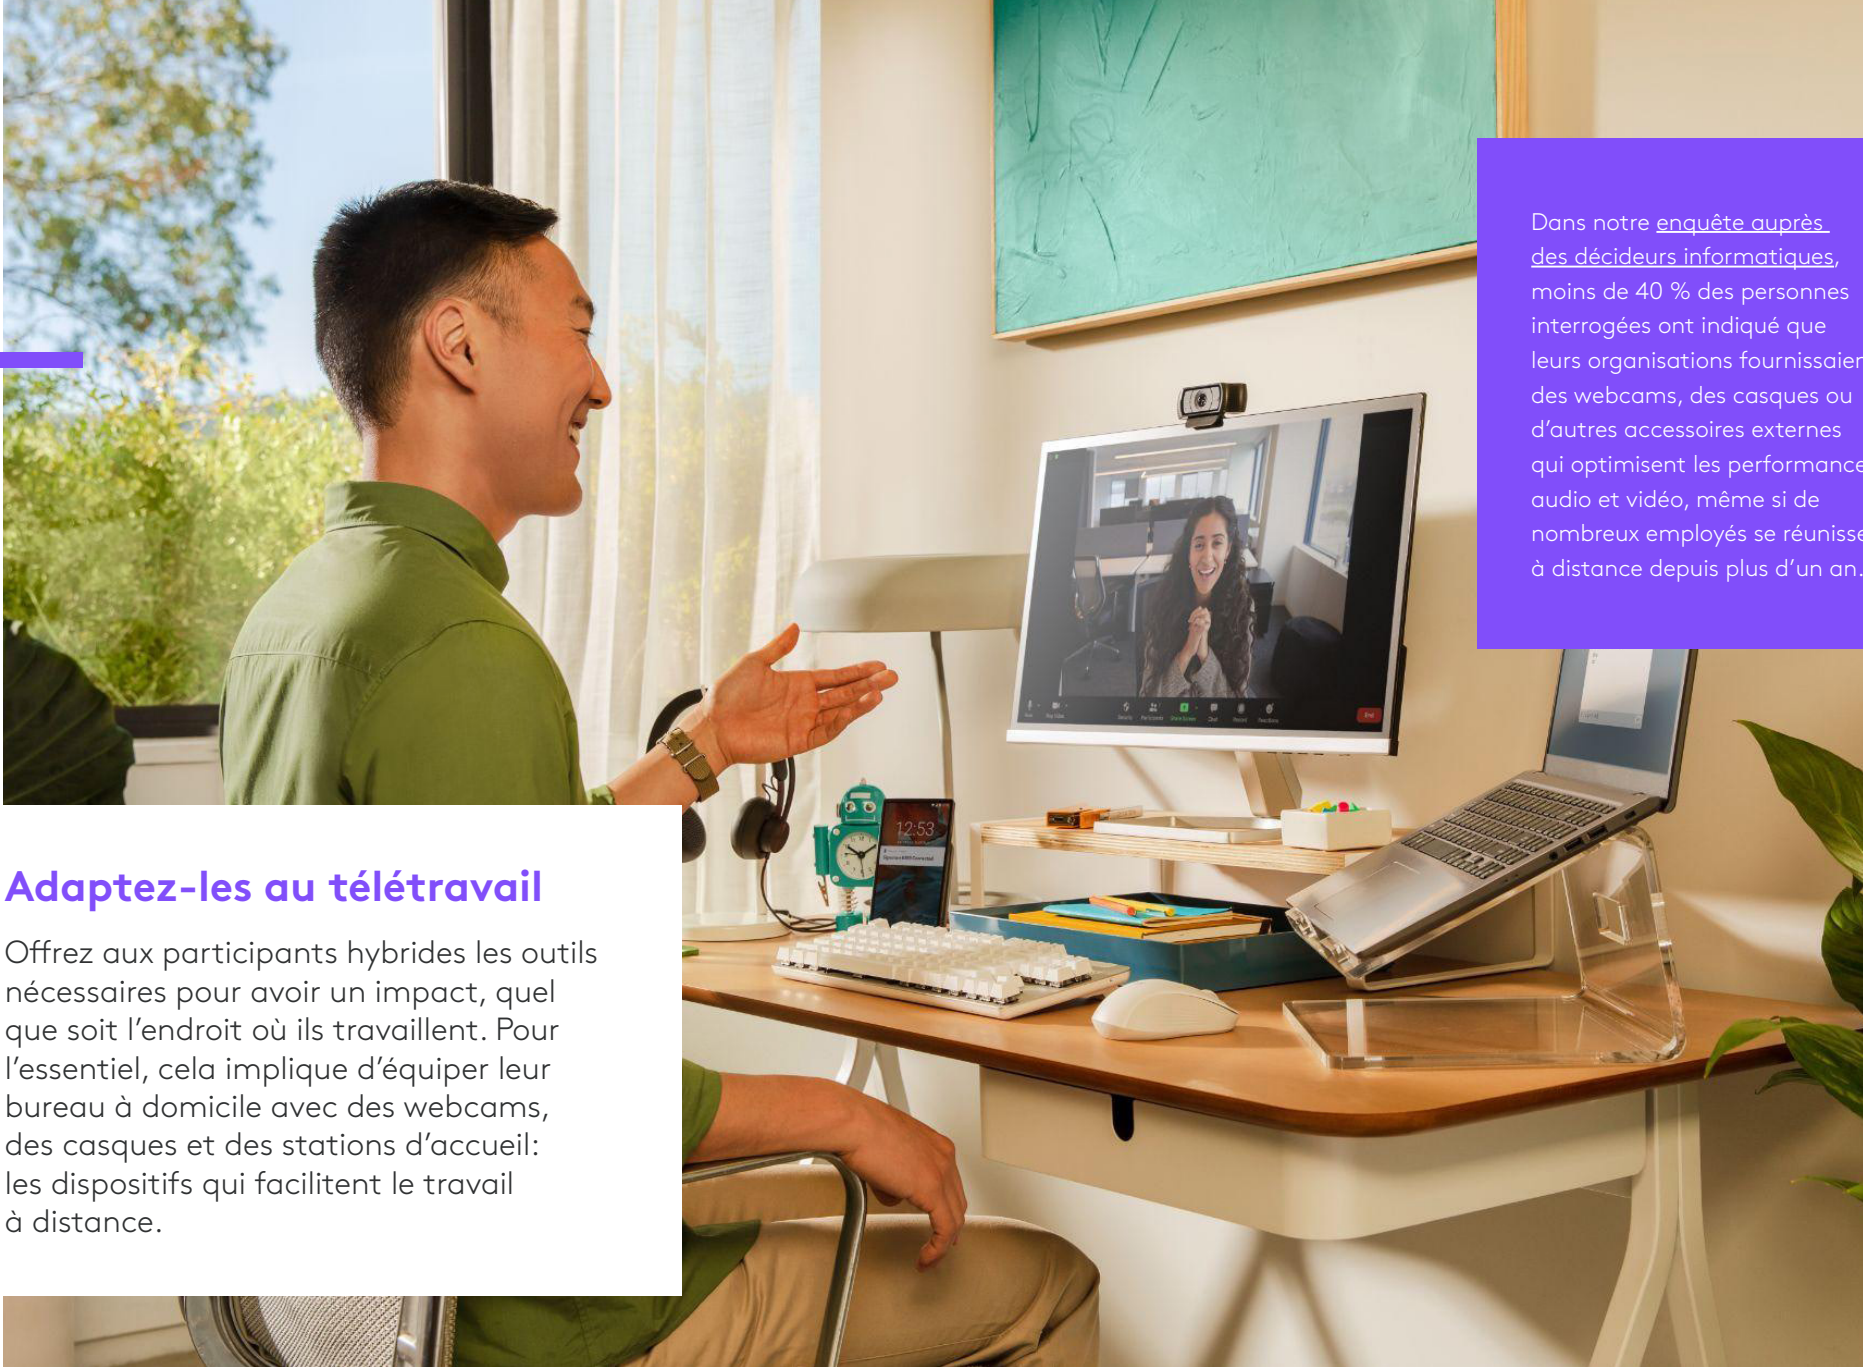 Dans notre enquête auprès
des décideurs informatiques,
moins de 40 % des personnes
interrogées ont indiqué que
leurs organisations fournissaien
des webcams, des casques ou
d'autres accessoires externes
qui optimisent les performance
audio et vidéo, même si de
nombreux employés se réunisse
à distance depuis plus d'un an.
12:53
End
Adaptez-les au télétravail
Offrez aux participants hybrides les outils
nécessaires pour avoir un impact, quel
que soit l'endroit où ils travaillent. Pour
l'essentiel, cela implique d'équiper leur
bureau à domicile avec des webcams,
des casques et des stations d'accueil:
les dispositifs qui facilitent le travail
à distance.